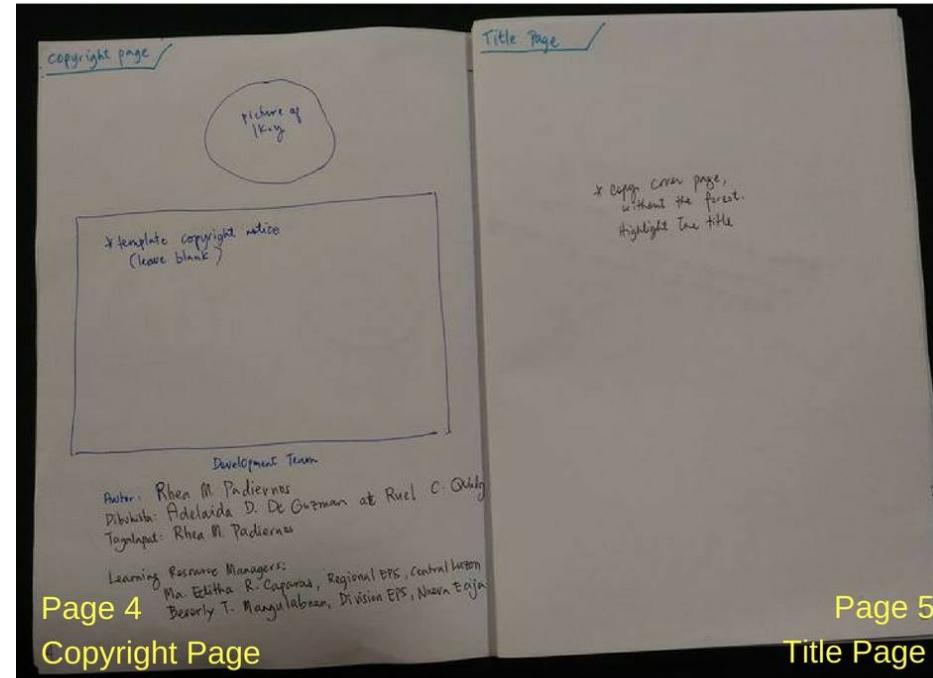 copyright page
picture of
* template copyright notice
(leave blank)
Development Team
Awtor: Rhea M. Padiernos
Dibuhista: Adelaida D. De Guzman at Ruel C.
Tagalapat: Rhea M. Padiernos
Learning Resource Managers:
Ma. Editha R. Caparas, Regional EPS, Central Luzon
Beverly T. Mangulabnan, Division EPS, Nueva Ecija
Page 4
Copyright Page
Title Page
* Copy cover page,
without the forest.
Highlight the title
Page 5
Title Page